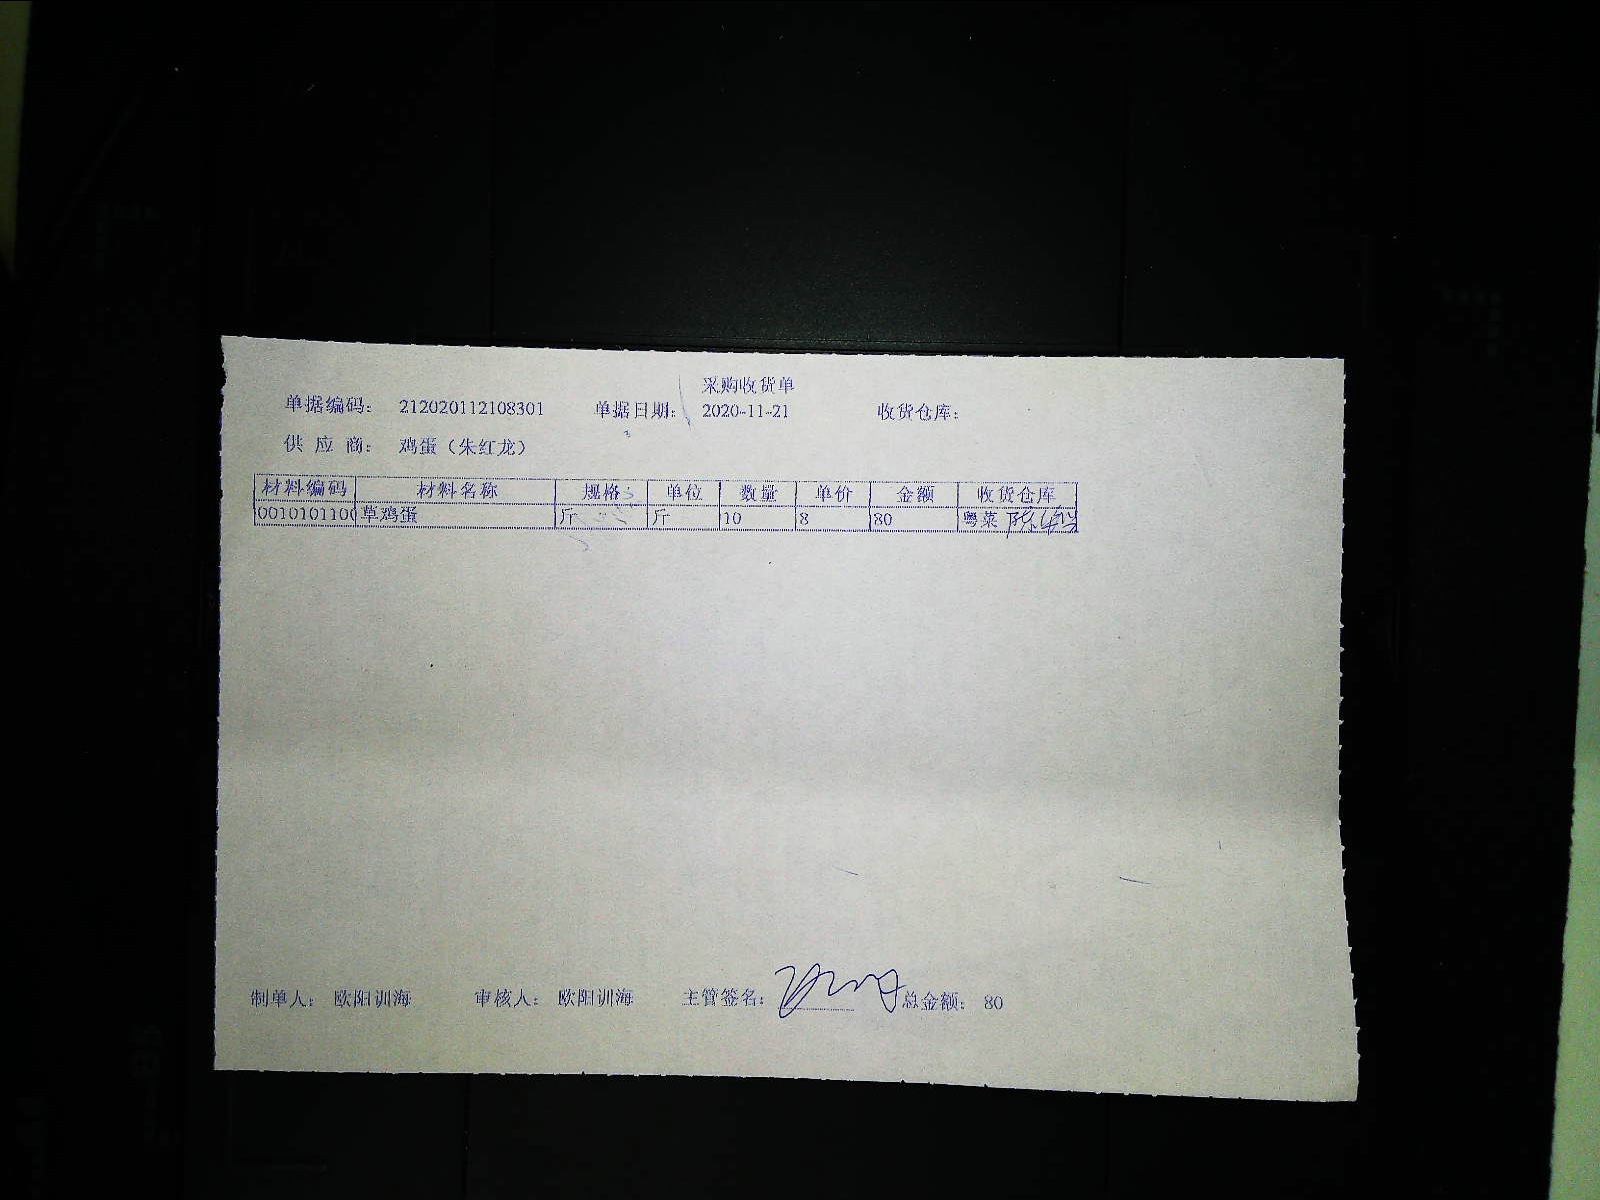 采购收货单
单据编码： 212020112108301 单据日期： 2020-11-21 收货仓库：
供 应 商： 鸡蛋（朱红龙）
材料编码 材料名称 规格 单位 数量 单价 金额 收货仓库
0010101100 草鸡蛋 斤 斤 10 8 80 粤菜
制单人： 欧阳训海 审核人： 欧阳训海 主管签名： 总金额： 80